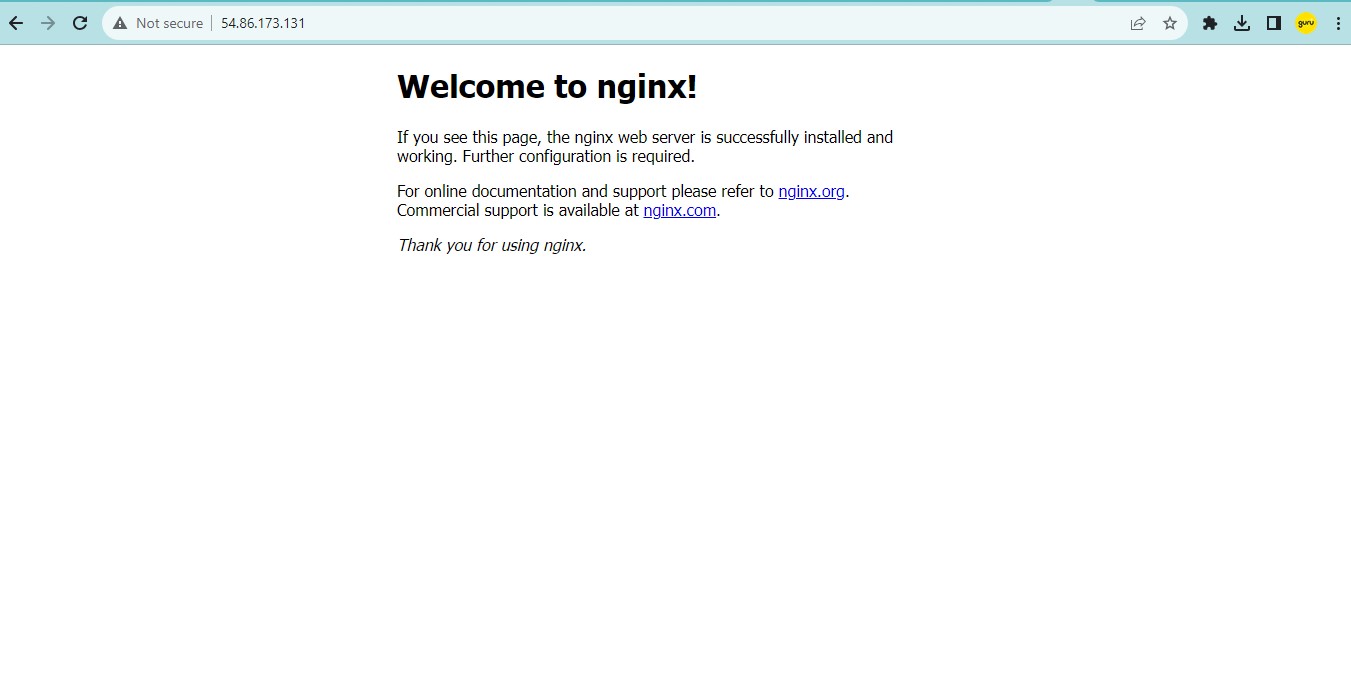 Not secure 54.86.173.131
guru
Welcome to nginx!
If you see this page, the nginx web server is successfully installed and
working. Further configuration is required.
For online documentation and support please refer to nginx.org.
Commercial support is available at nginx.com.
Thank you for using nginx.